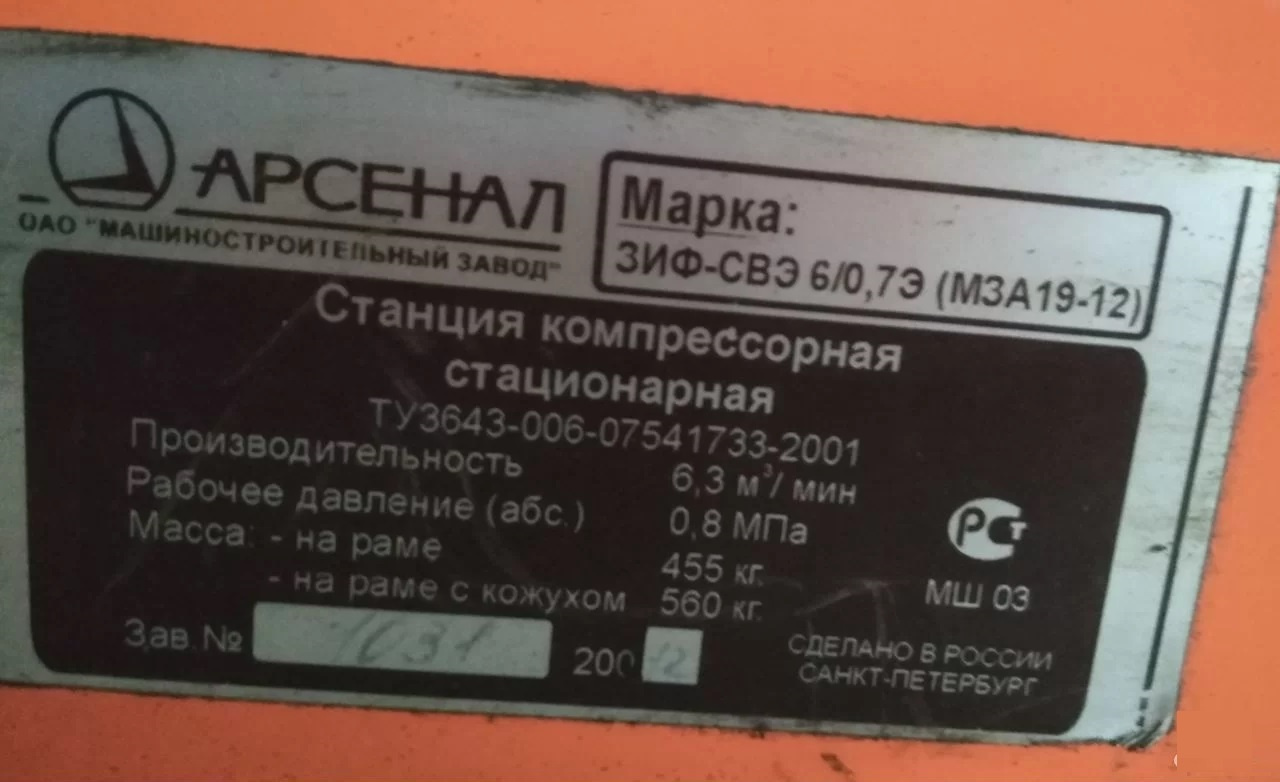 АРСЕНАЛ
ОАО "МАШИНОСТРОИТЕЛЬНЫЙ ЗАВОД"
Марка:
ЗИФ-СВЭ 6/0,7Э (МЗА19-12)
Станция компрессорная
стационарная
ТУ3643-006-07541733-2001
Производительность 6,3 м³/ мин
Рабочее давление (абс.) 0,8 МПа
Масса: - на раме 455 кг.
- на раме с кожухом 560 кг.
РСТ
МШ 03
Зав. № 1031 200 12
СДЕЛАНО В РОССИИ
САНКТ-ПЕТЕРБУРГ